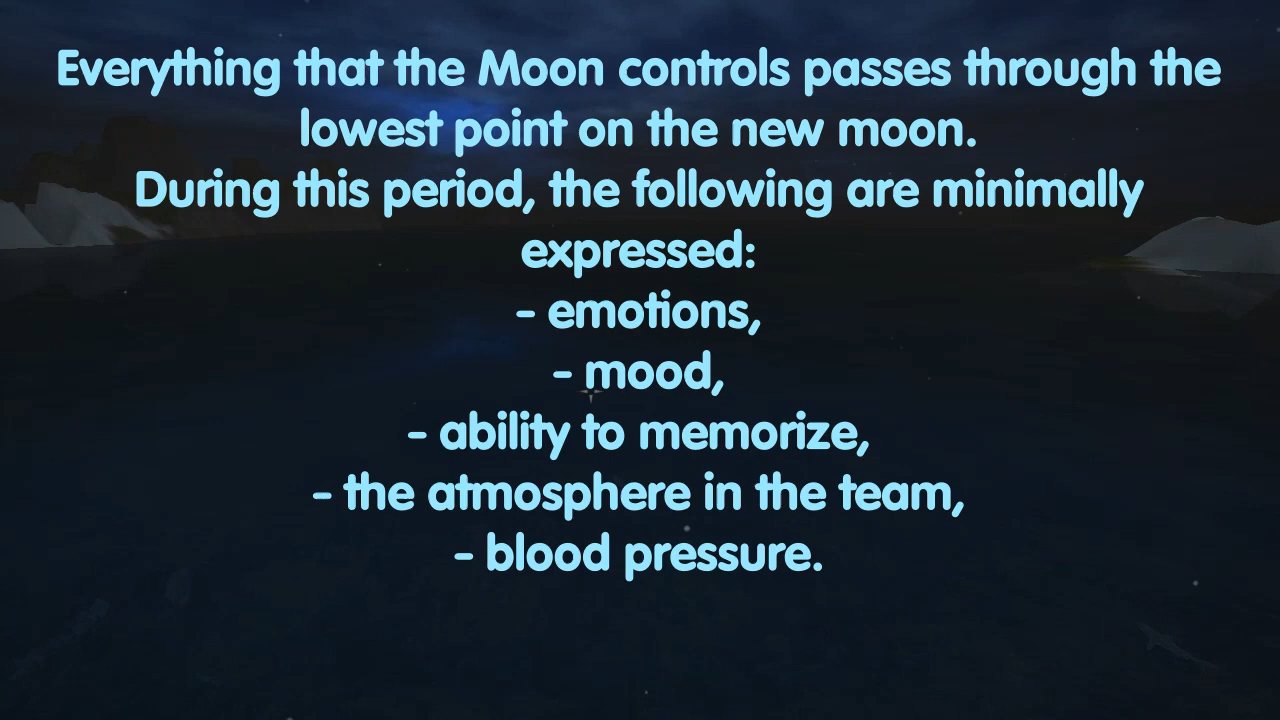 Everything that the Moon controls passes through the
lowest point on the new moon.
During this period, the following are minimally
expressed:
- emotions,
- mood,
- ability to memorize,
- the atmosphere in the team,
- blood pressure.